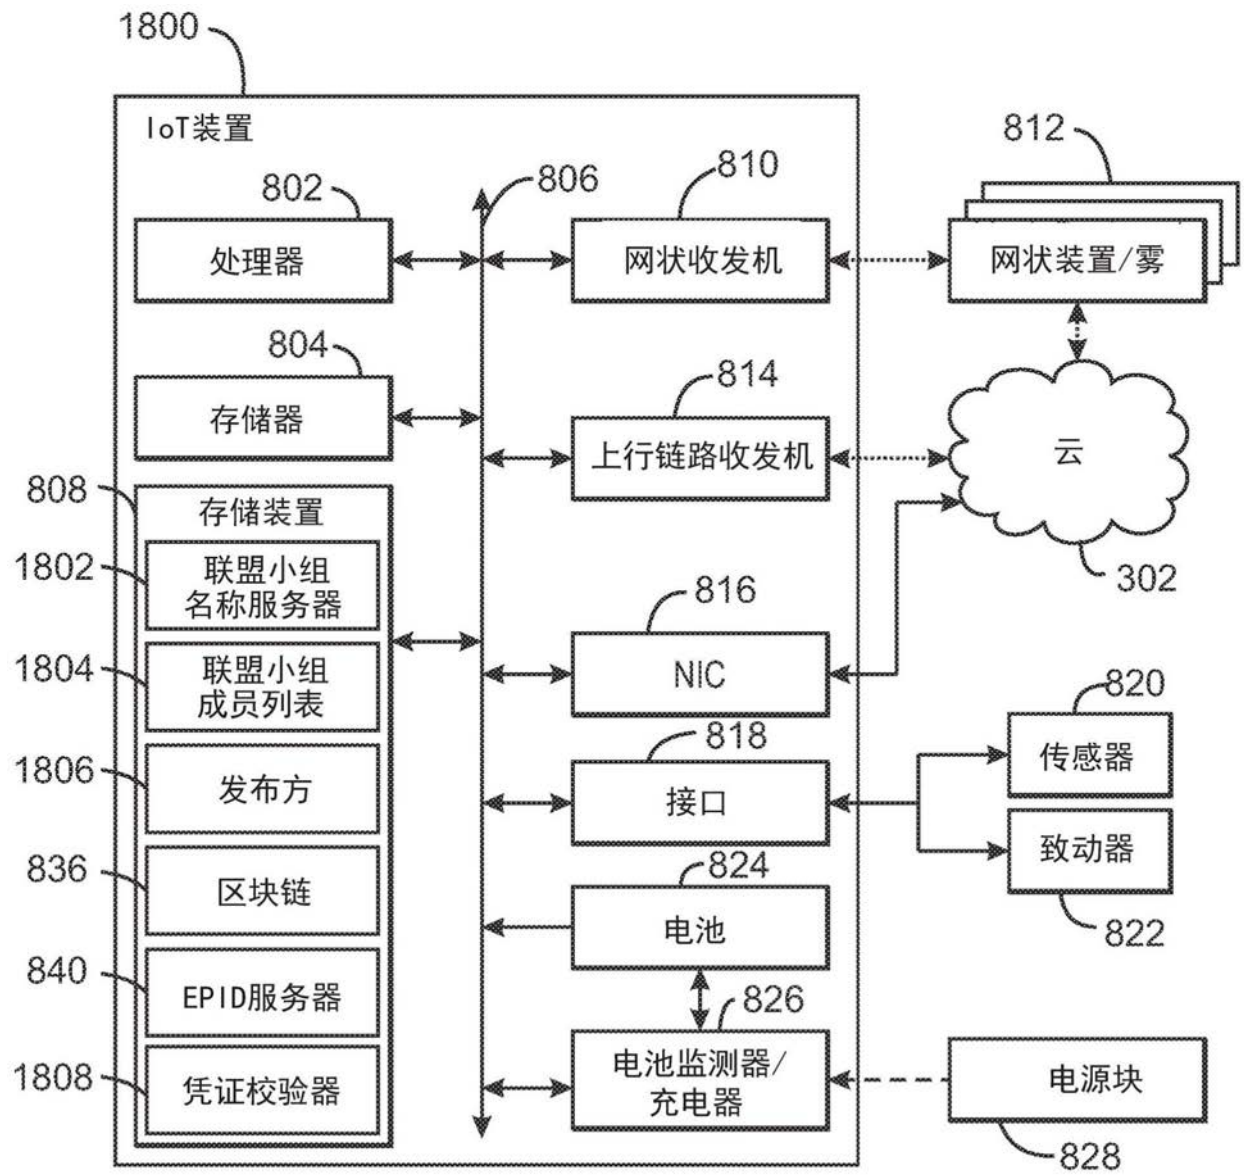 1800
IoT装置
802
806
810
812
处理器
网状收发机
网状装置/雾
804
814
存储器
上行链路收发机
云
808
存储装置
302
1802
联盟小组
名称服务器
816
NIC
1804
联盟小组
成员列表
820
传感器
818
接口
1806
发布方
致动器
822
824
836
区块链
电池
840
EPID服务器
826
1808
凭证校验器
电池监测器/
充电器
电源块
828